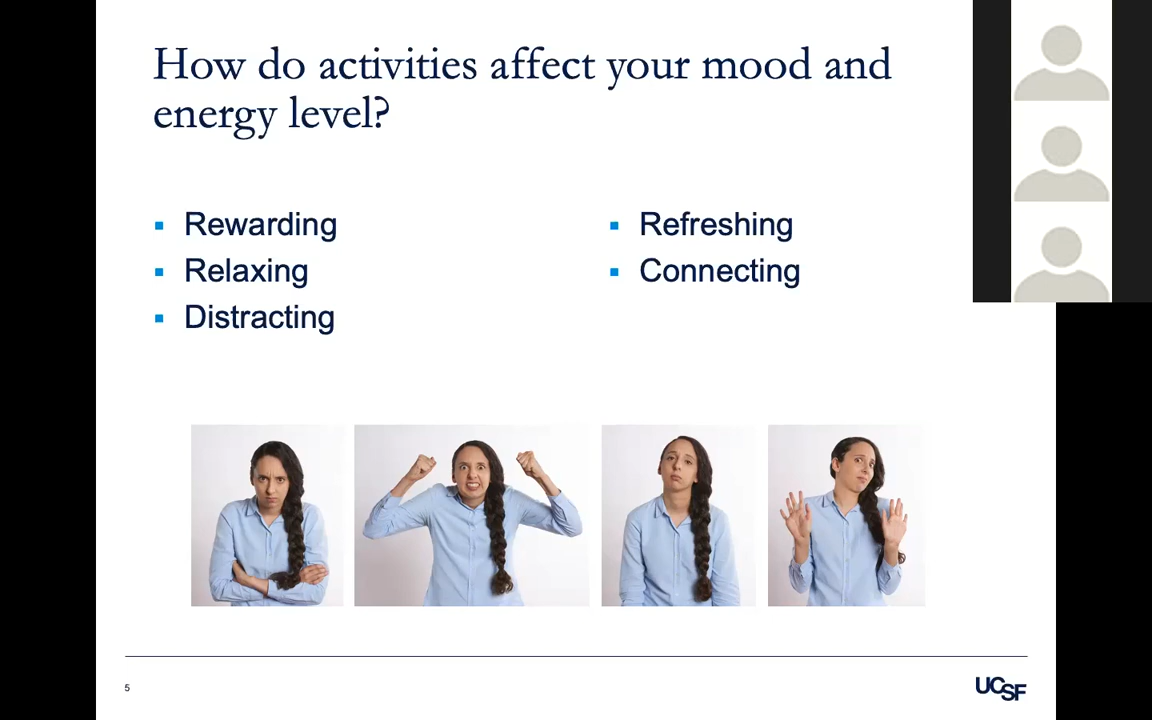 How do activities affect your mood and
energy level?
Rewarding
Relaxing
Distracting
Refreshing
Connecting
5
UCSF